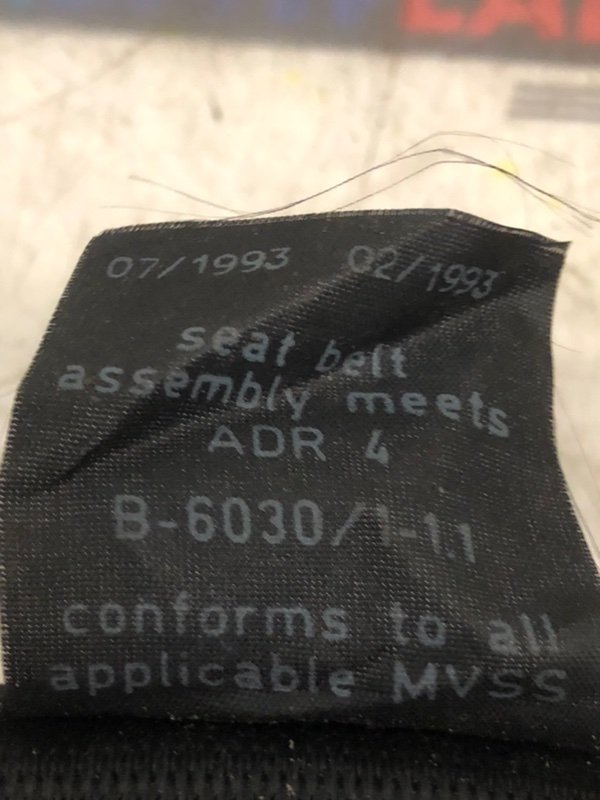 07/1993 02/1993
seat belt
assembly meets
ADR 4
B-6030/1-1.1
conforms to all
applicable MVSS